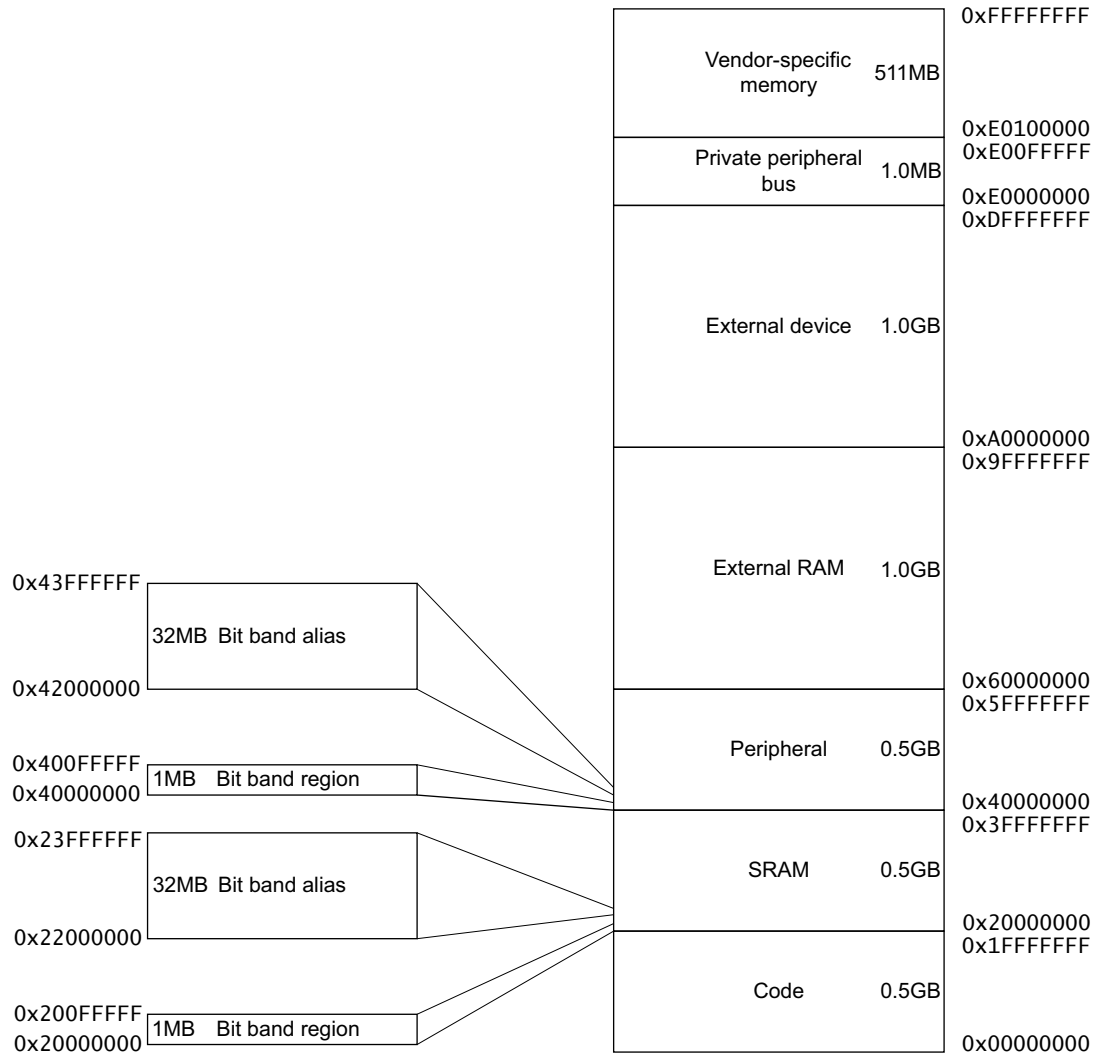 0xFFFFFFFF
Vendor-specific
memory
511MB
0xE0100000
0xE00FFFFF
Private peripheral
bus
1.0MB
0xE0000000
0xDFFFFFFF
External device 1.0GB
0xA0000000
0x9FFFFFFF
External RAM 1.0GB
0x60000000
0x5FFFFFFF
Peripheral 0.5GB
0x40000000
0x3FFFFFFF
SRAM 0.5GB
0x20000000
0x1FFFFFFF
Code 0.5GB
0x00000000
0x43FFFFFF
32MB Bit band alias
0x42000000
0x400FFFFF
1MB Bit band region
0x40000000
0x23FFFFFF
32MB Bit band alias
0x22000000
0x200FFFFF
1MB Bit band region
0x20000000